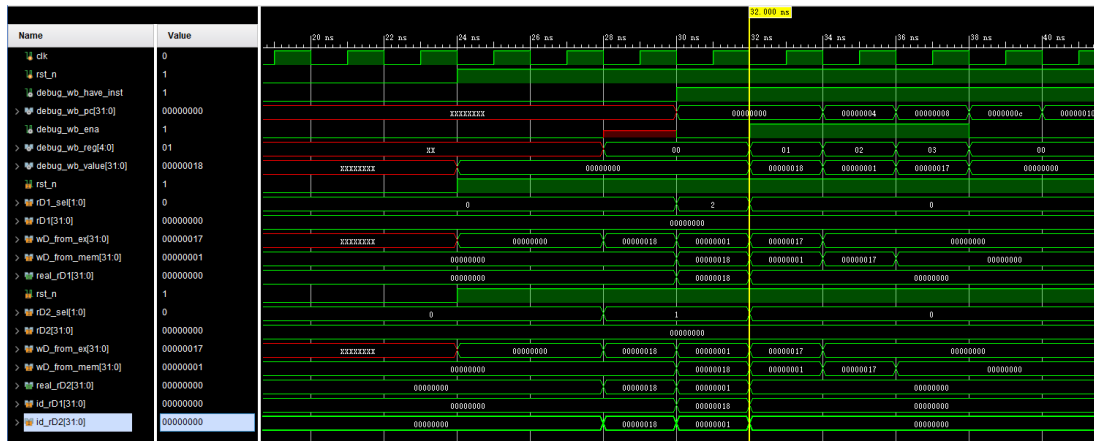 32.000 ns
Name Value 20 ns 22 ns 24 ns 26 ns 28 ns 30 ns 32 ns 34 ns 36 ns 38 ns 40 ns
clk 0
rst_n 1
debug_wb_have_inst 1
debug_wb_pc[31:0] 00000000 XXXXXXXX 00000000 00000004 00000008 0000000c 00000010
debug_wb_ena 1
debug_wb_reg[4:0] 01 XX 00 01 02 03 00
debug_wb_value[31:0] 00000018 XXXXXXXX 00000000 00000018 00000001 00000017 00000000
rst_n 1
rD1_sel[1:0] 0 0 2 0
rD1[31:0] 00000000 00000000
wD_from_ex[31:0] 00000017 XXXXXXXX 00000000 00000018 00000001 00000017 00000000
wD_from_mem[31:0] 00000001 00000000 00000018 00000001 00000017 00000000
real_rD1[31:0] 00000000 00000000 00000018 00000000
rst_n 1
rD2_sel[1:0] 0 0 1 0
rD2[31:0] 00000000 00000000
wD_from_ex[31:0] 00000017 XXXXXXXX 00000000 00000018 00000001 00000017 00000000
wD_from_mem[31:0] 00000001 00000000 00000018 00000001 00000017 00000000
real_rD2[31:0] 00000000 00000000 00000018 00000001 00000000
id_rD1[31:0] 00000000 00000000 00000018 00000000
id_rD2[31:0] 00000000 00000000 00000018 00000001 00000000